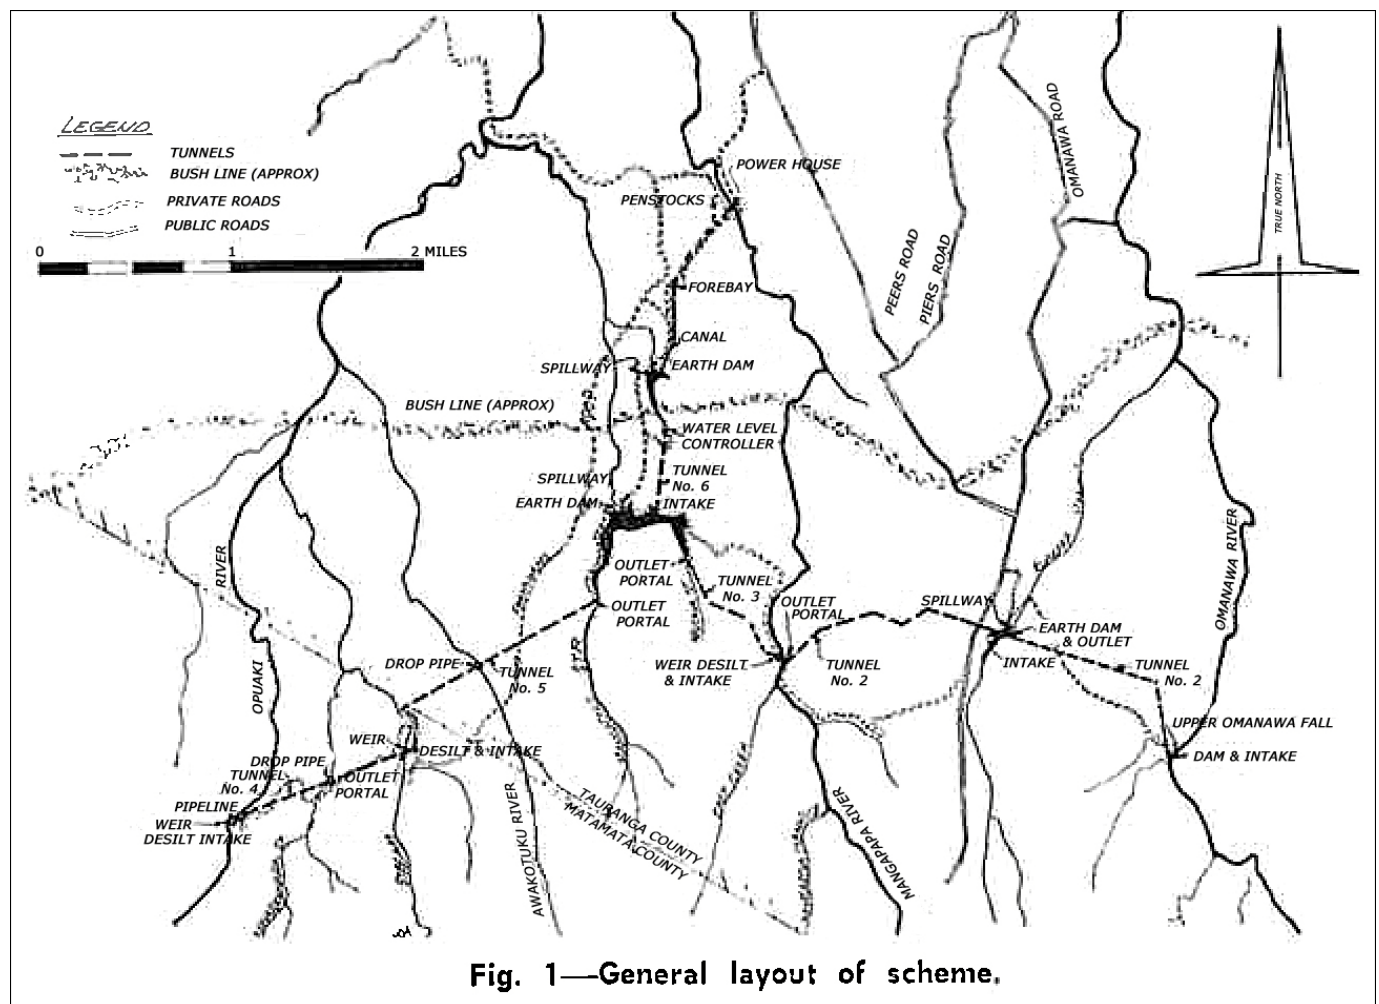 LEGEND
TUNNELS
BUSH LINE (APPROX)
PRIVATE ROADS
PUBLIC ROADS
0 1 2 MILES
POWER HOUSE
PENSTOCKS
OMANAWA ROAD
TRUE NORTH
PEERS ROAD
PIERS ROAD
FOREBAY
CANAL
SPILLWAY
EARTH DAM
BUSH LINE (APPROX)
WATER LEVEL
CONTROLLER
SPILLWAY
TUNNEL
No. 6
EARTH DAM
INTAKE
RIVER
OPUAKI
OUTLET
PORTAL
TUNNEL
No. 3
OUTLET
PORTAL
OUTLET
PORTAL
SPILLWAY
EARTH DAM
& OUTLET
OMANAWA RIVER
DROP PIPE
TUNNEL
No. 5
STR
WEIR DESILT
& INTAKE
TUNNEL
No. 2
INTAKE
TUNNEL
No. 2
UPPER OMANAWA FALL
DAM & INTAKE
WEIR
DESILT & INTAKE
DROP PIPE
TUNNEL
No. 4
OUTLET
PORTAL
PIPELINE
WEIR
DESILT INTAKE
AWAKOTUKU RIVER
TAURANGA COUNTY
MATAMATA COUNTY
MANGAPAPA RIVER
Fig. 1—General layout of scheme.